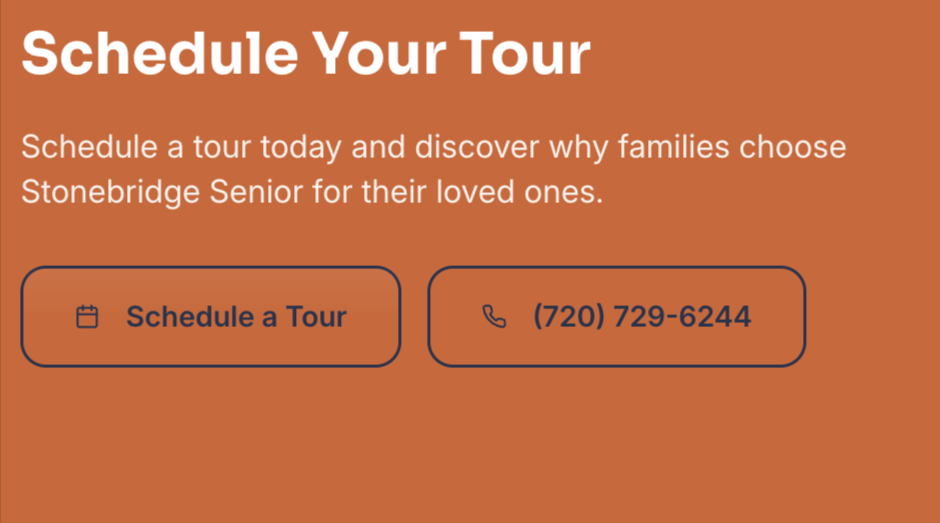 Schedule Your Tour
Schedule a tour today and discover why families choose
Stonebridge Senior for their loved ones.
Schedule a Tour
(720) 729-6244